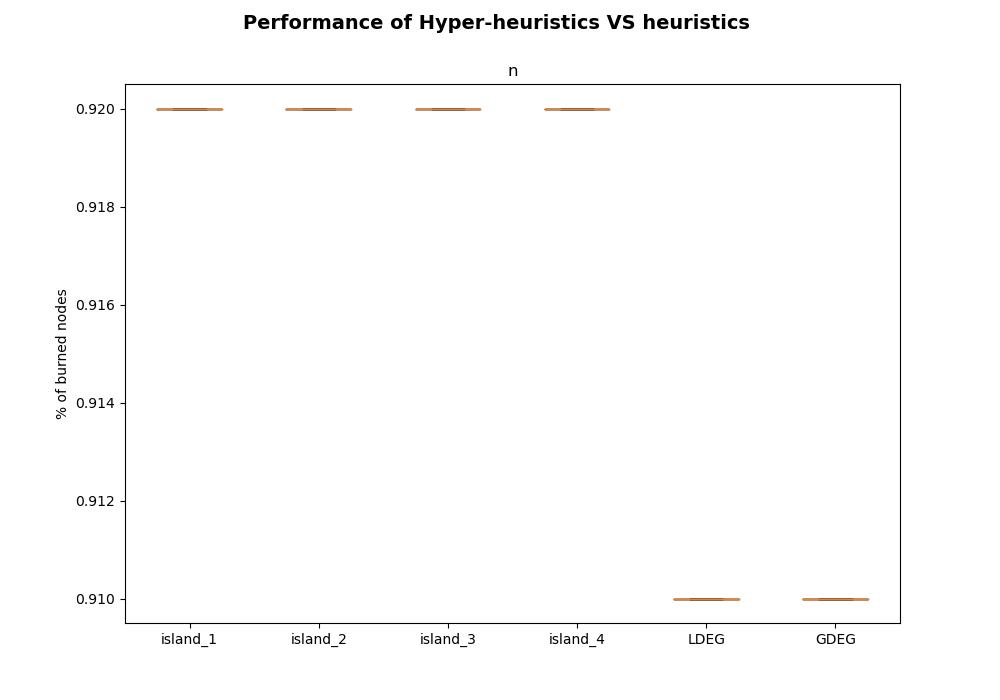 Performance of Hyper-heuristics VS heuristics
n
0.920
0.918
0.916
0.914
0.912
0.910
% of burned nodes
island_1 island_2 island_3 island_4 LDEG GDEG